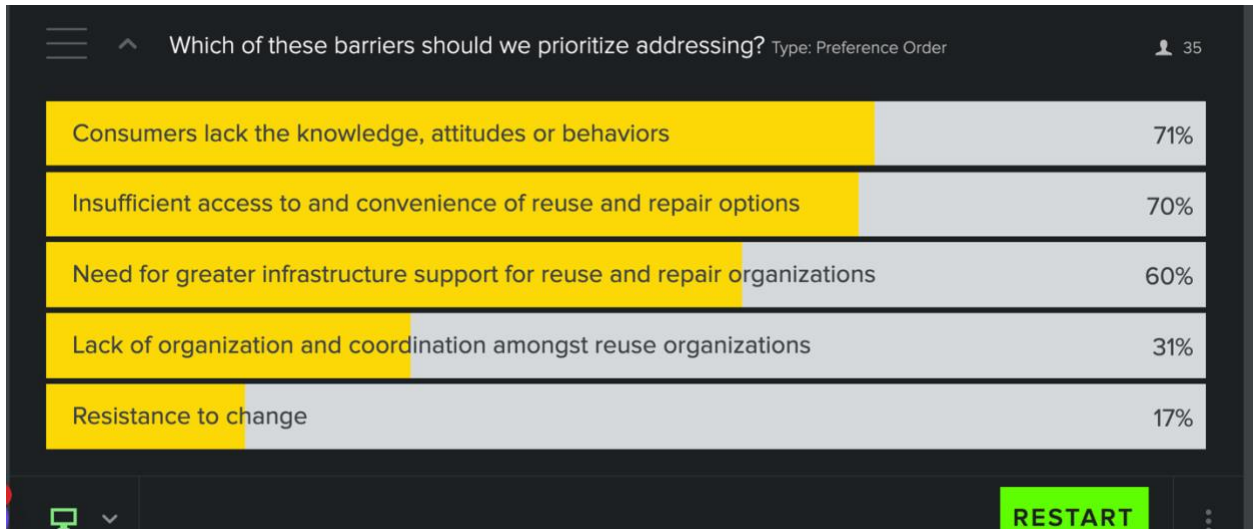 Which of these barriers should we prioritize addressing? Type: Preference Order 35
Consumers lack the knowledge, attitudes or behaviors 71%
Insufficient access to and convenience of reuse and repair options 70%
Need for greater infrastructure support for reuse and repair organizations 60%
Lack of organization and coordination amongst reuse organizations 31%
Resistance to change 17%
RESTART